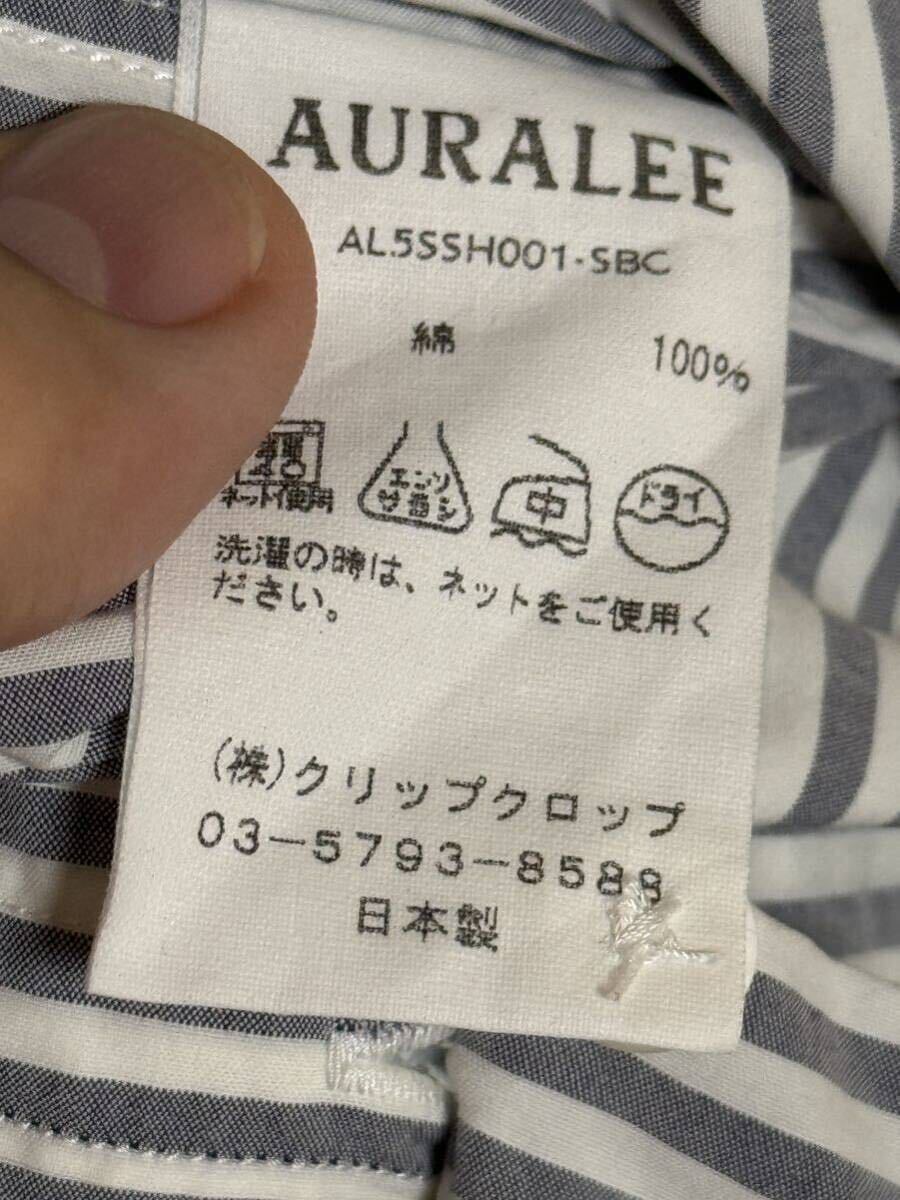 AURALEE
AL5SSH001-SBC
綿 100%
エンソ
サラシ
中
ドライ
ネット使用
洗濯の時は、ネットをご使用く
ださい。
(株)クリップクロップ
03-5793-8588
日本製